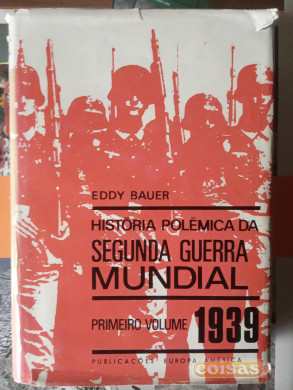 EDDY BAUER
HISTÓRIA POLÉMICA DA
SEGUNDA GUERRA
MUNDIAL
PRIMEIRO VOLUME 1939
PUBLICAÇÕES EUROPA-AMÉRICA
coisas